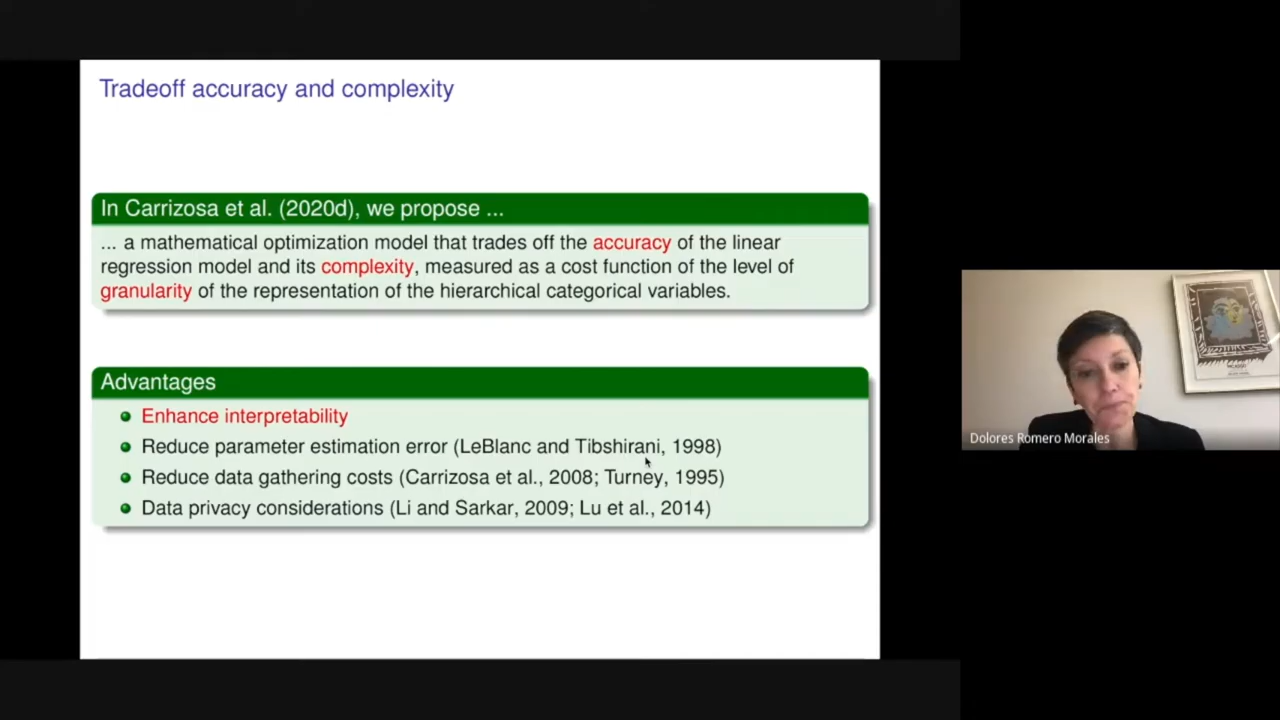 Tradeoff accuracy and complexity
In Carrizosa et al. (2020d), we propose ...
... a mathematical optimization model that trades off the accuracy of the linear
regression model and its complexity, measured as a cost function of the level of
granularity of the representation of the hierarchical categorical variables.
Advantages
Enhance interpretability
Reduce parameter estimation error (LeBlanc and Tibshirani, 1998)
Reduce data gathering costs (Carrizosa et al., 2008; Turney, 1995)
Data privacy considerations (Li and Sarkar, 2009; Lu et al., 2014)
Dolores Romero Morales